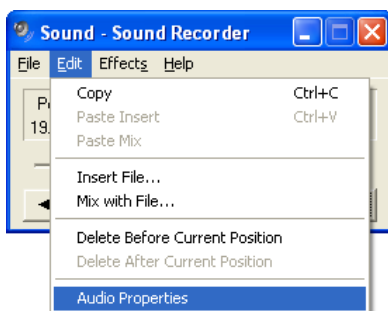 Sound - Sound Recorder
File Edit Effects Help
Copy Ctrl+C
Paste Insert Ctrl+V
Paste Mix
19.
Insert File...
Mix with File...
Delete Before Current Position
Delete After Current Position
Audio Properties